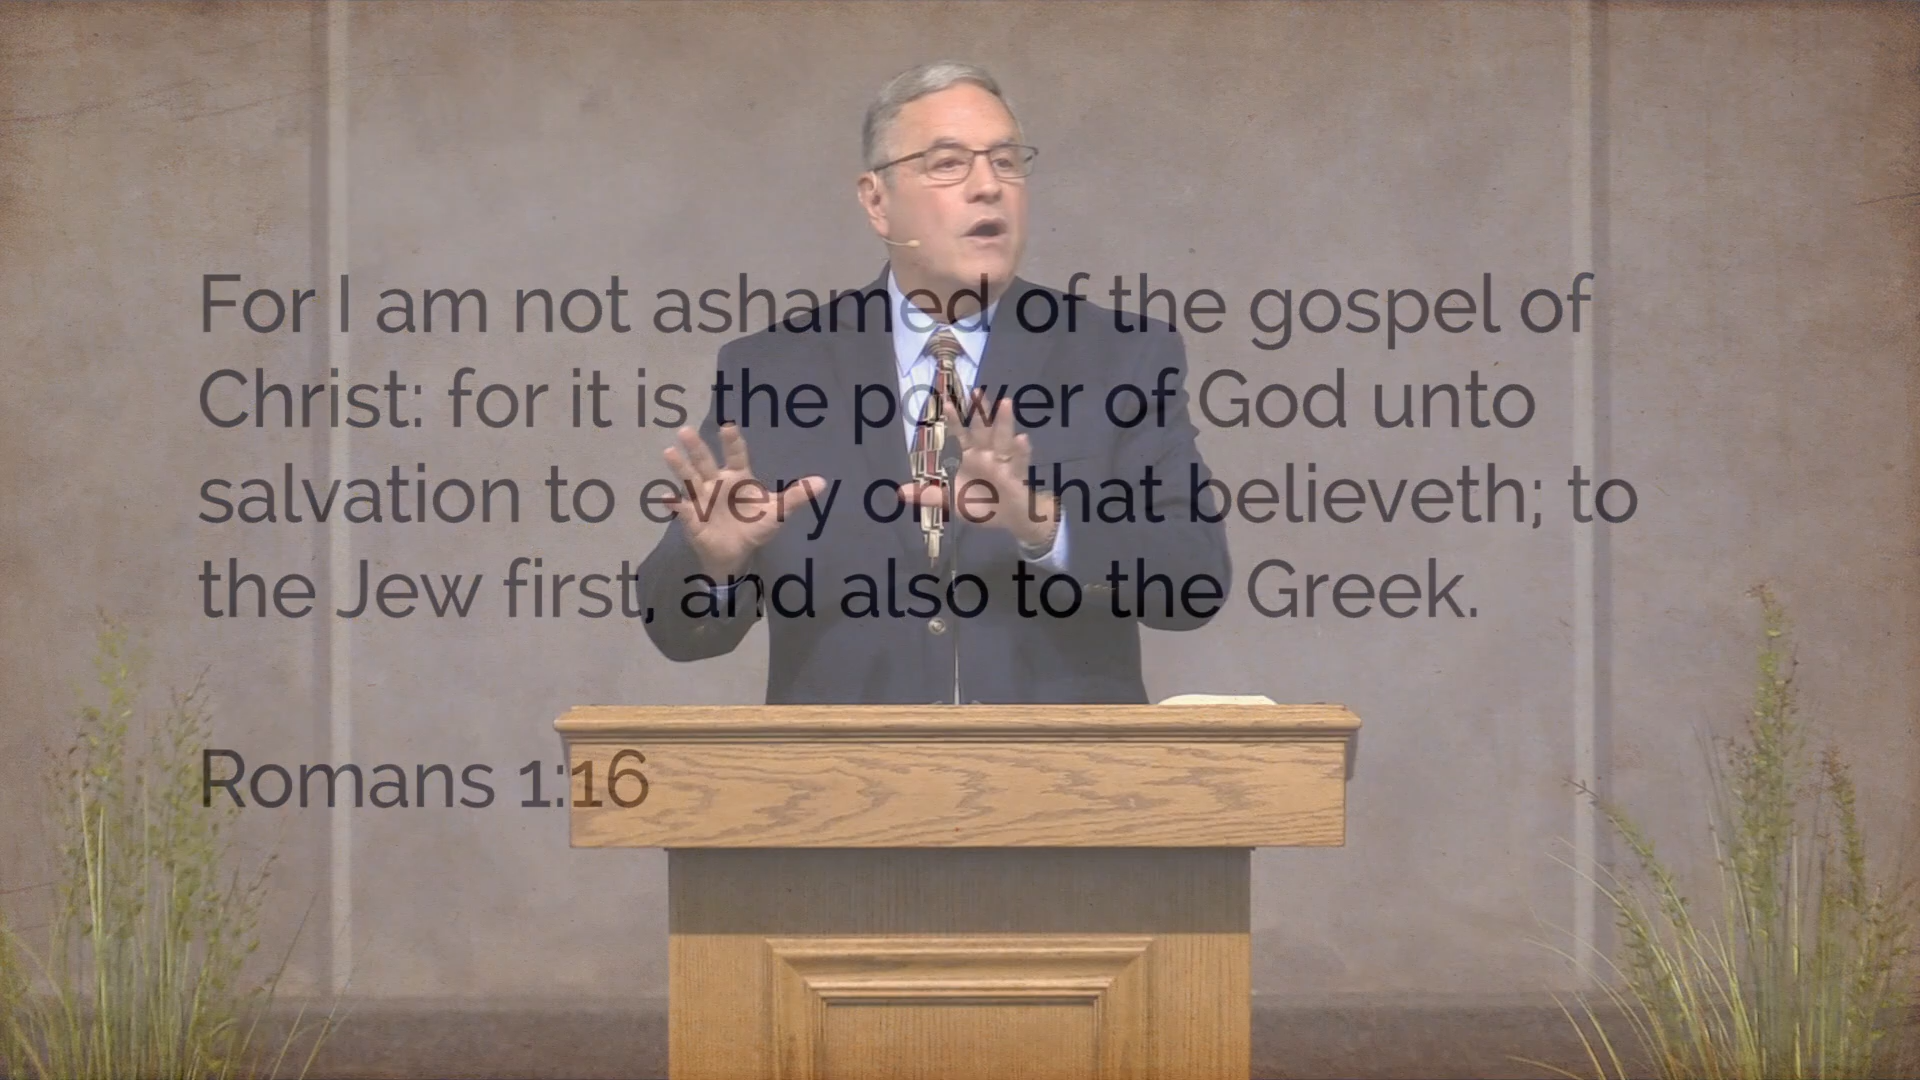 For I am not ashamed of the gospel of
Christ: for it is the power of God unto
salvation to every one that believeth; to
the Jew first, and also to the Greek.
Romans 1:16